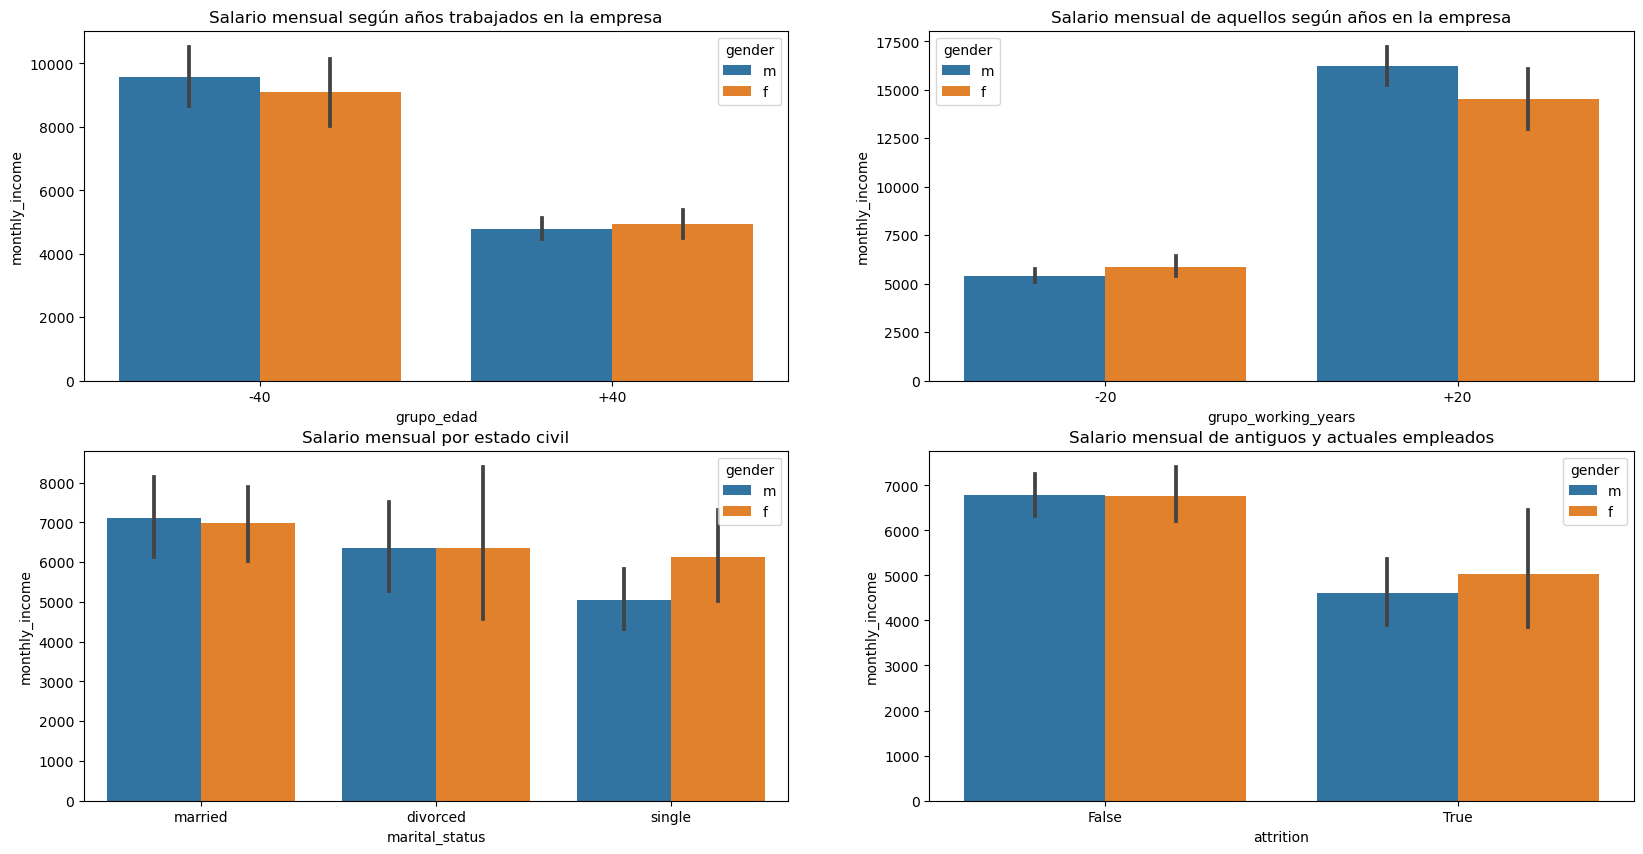 Salario mensual según años trabajados en la empresa
monthly_income
10000
8000
6000
4000
2000
0
gender
m
f
-40
+40
grupo_edad
Salario mensual de aquellos según años en la empresa
monthly_income
17500
15000
12500
10000
7500
5000
2500
0
gender
m
f
-20
+20
grupo_working_years
Salario mensual por estado civil
monthly_income
8000
7000
6000
5000
4000
3000
2000
1000
0
gender
m
f
married
divorced
single
marital_status
Salario mensual de antiguos y actuales empleados
monthly_income
7000
6000
5000
4000
3000
2000
1000
0
gender
m
f
False
True
attrition